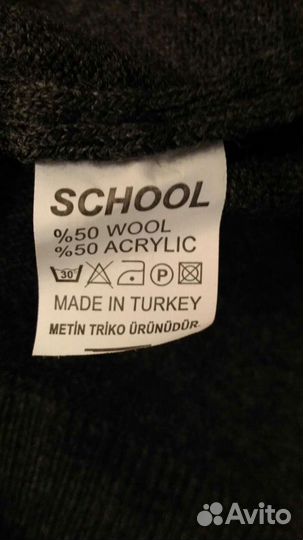 SCHOOL
%50 WOOL
%50 ACRYLIC
30° P
MADE IN TURKEY
METİN TRİKO ÜRÜNÜDÜR
Avito